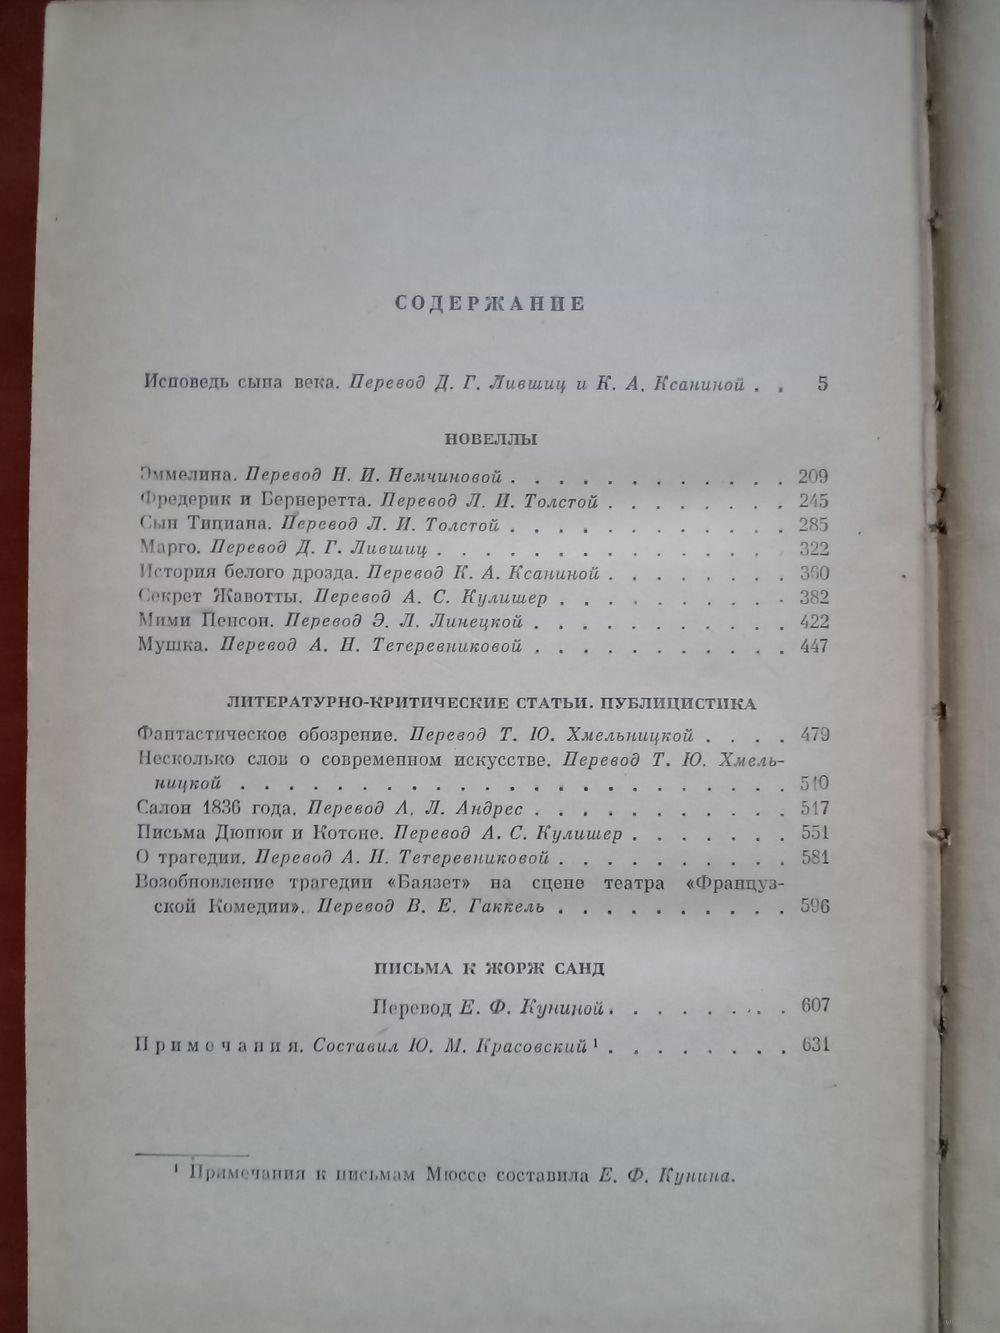 СОДЕРЖАНИЕ
Исповедь сына века. Перевод Д. Г. Лившиц и К. А. Ксаниной . . 5
НОВЕЛЛЫ
Эммелина. Перевод Н. И. Немчиновой . . . . . . . . . . . . 209
Фредерик и Бернеретта. Перевод Л. И. Толстой . . . . . . . . 245
Сын Тициана. Перевод Л. И. Толстой . . . . . . . . . . . . 285
Марго. Перевод Д. Г. Лившиц . . . . . . . . . . . . . . . 322
История белого дрозда. Перевод К. А. Ксаниной . . . . . . . . 360
Секрет Жавотты. Перевод А. С. Кулишер . . . . . . . . . . 382
Мими Пенсон. Перевод Э. Л. Линецкой . . . . . . . . . . . 422
Мушка. Перевод А. Н. Тетеревниковой . . . . . . . . . . . 447
ЛИТЕРАТУРНО-КРИТИЧЕСКИЕ СТАТЬИ. ПУБЛИЦИСТИКА
Фантастическое обозрение. Перевод Т. Ю. Хмельницкой . . . . 479
Несколько слов о современном искусстве. Перевод Т. Ю. Хмель-
ницкой . . . . . . . . . . . . . . . . . . . . . . . . 510
Салон 1836 года. Перевод А. Л. Андрес . . . . . . . . . . . 517
Письма Дюпюи и Котоне. Перевод А. С. Кулишер . . . . . . . 551
О трагедии. Перевод А. Н. Тетеревниковой . . . . . . . . . . 581
Возобновление трагедии «Баязет» на сцене театра «Француз-
ской Комедии». Перевод В. Е. Гаккель . . . . . . . . . . 596
ПИСЬМА К ЖОРЖ САНД
Перевод Е. Ф. Куниной . . . . . . . . 607
Примечания. Составил Ю. М. Красовский ¹ . . . . . . . . 631
¹ Примечания к письмам Мюссе составила Е. Ф. Кунина.